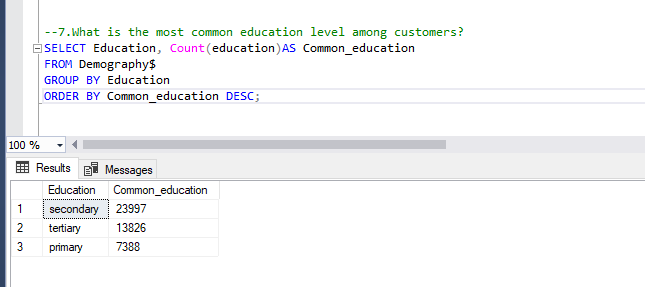 --7.What is the most common education level among customers?
SELECT Education, Count(education)AS Common_education
FROM Demography$
GROUP BY Education
ORDER BY Common_education DESC;
100 %
Results Messages
Education Common_education
1 secondary 23997
2 tertiary 13826
3 primary 7388